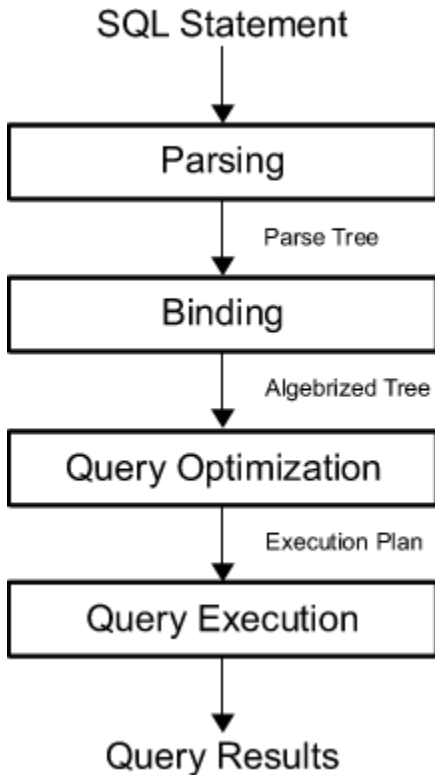 SQL Statement
Parsing
Parse Tree
Binding
Algebrized Tree
Query Optimization
Execution Plan
Query Execution
Query Results